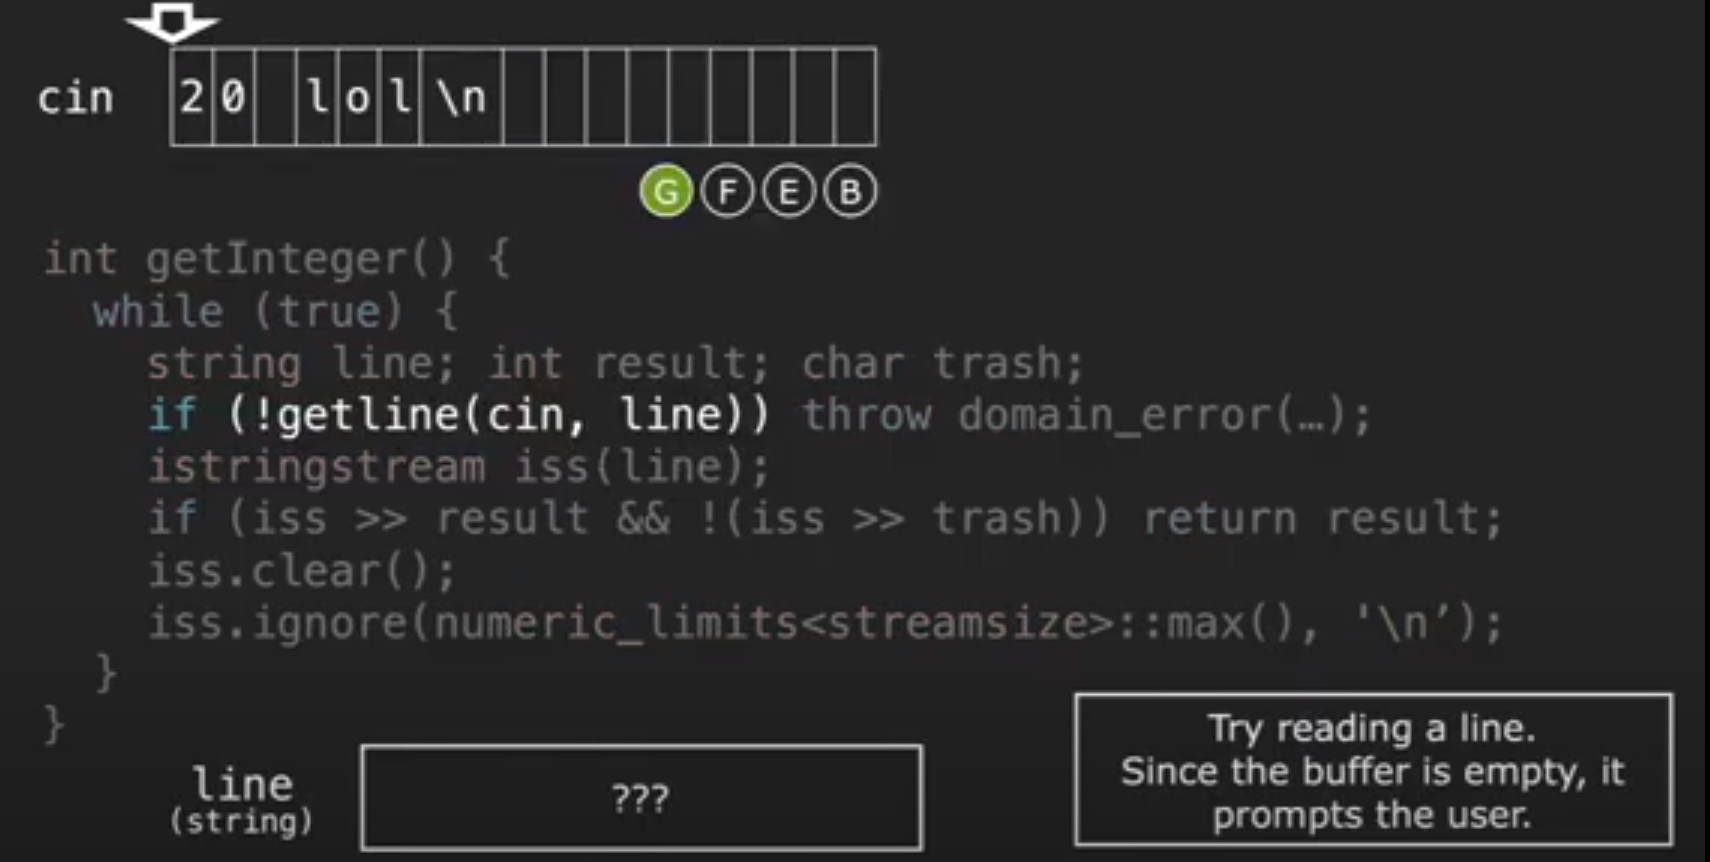 cin 20 lol\n
G F E B
int getInteger() {
while (true) {
string line; int result; char trash;
if (!getline(cin, line)) throw domain_error(…);
istringstream iss(line);
if (iss >> result && !(iss >> trash)) return result;
iss.clear();
iss.ignore(numeric_limits<streamsize>::max(), '\n’);
}
}
line
(string)
???
Try reading a line.
Since the buffer is empty, it
prompts the user.